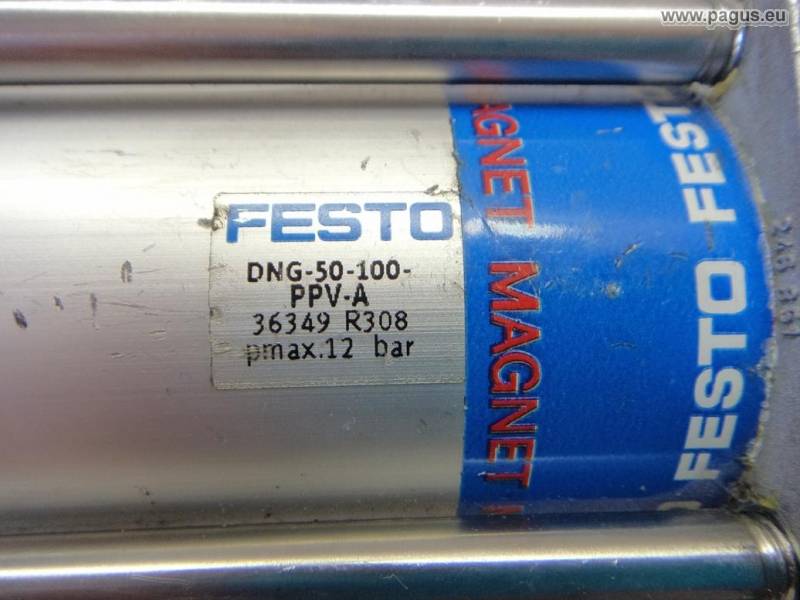 www.pagus.eu
FESTO
DNG-50-100-
PPV-A
36349 R308
pmax.12 bar
MAGNET MAGNET
FESTO FESTO